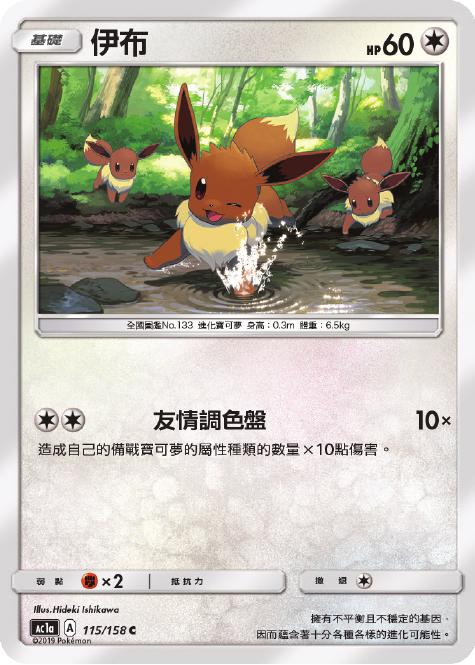 基礎 伊布 HP60
全國圖鑑No.133 進化寶可夢 身高：0.3m 體重：6.5kg
友情調色盤 10×
造成自己的備戰寶可夢的屬性種類的數量×10點傷害。
弱點 ×2 抵抗力 撤退
Illus.Hideki Ishikawa
AC1a A 115/158 C
©2019 Pokémon
擁有不平衡且不穩定的基因。
因而蘊含著十分各種各樣的進化可能性。